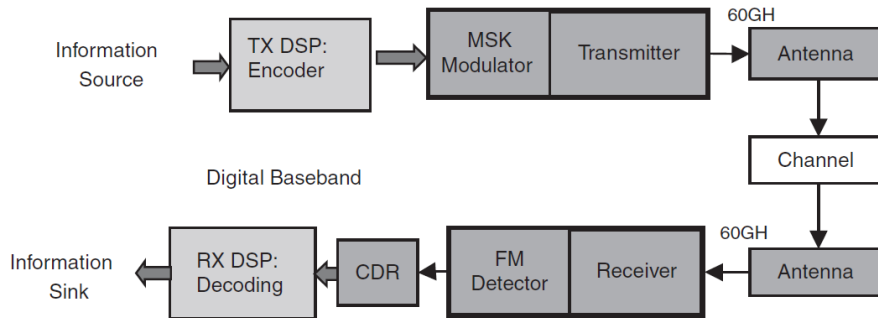 Information
Source
TX DSP:
Encoder
MSK
Modulator
Transmitter
60GH
Antenna
Channel
Digital Baseband
Information
Sink
RX DSP:
Decoding
CDR
FM
Detector
Receiver
60GH
Antenna